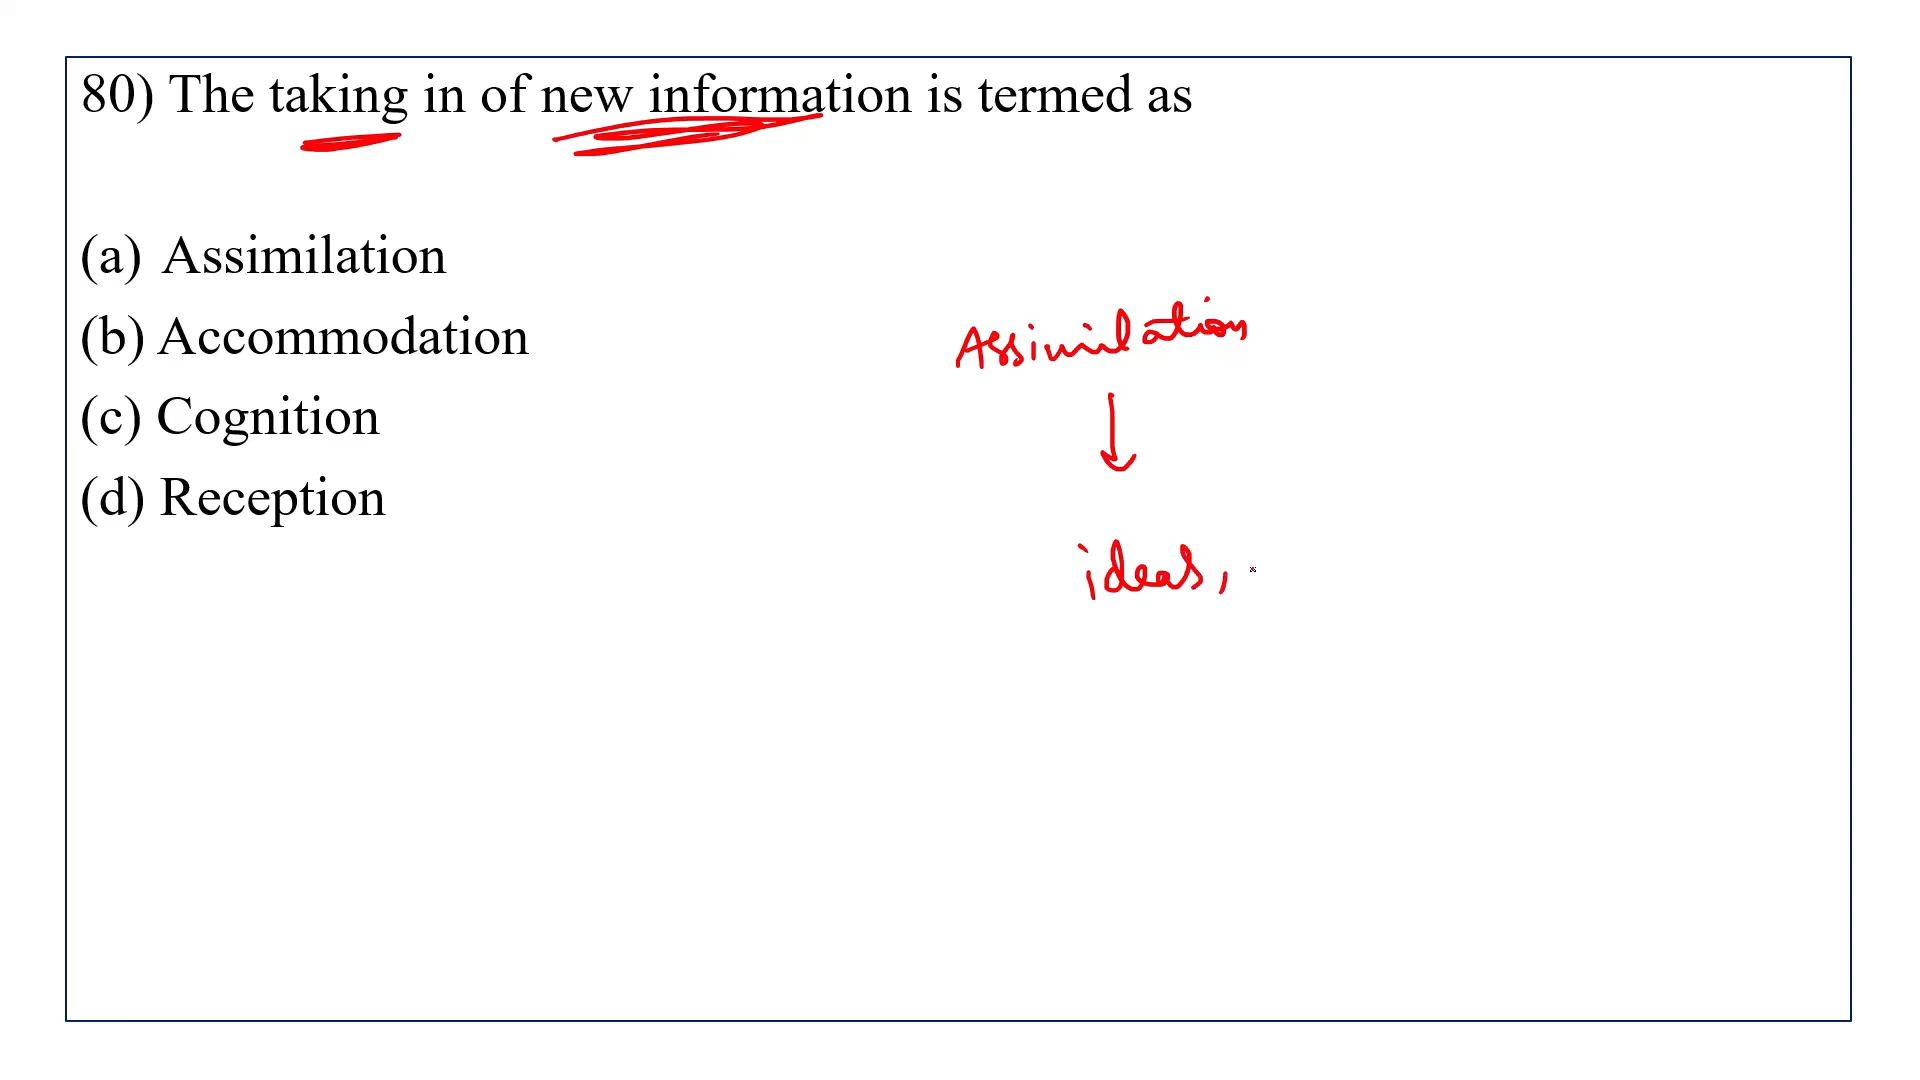 80) The taking in of new information is termed as
(a) Assimilation
(b) Accommodation
(c) Cognition
(d) Reception
Assimilation
ideas,